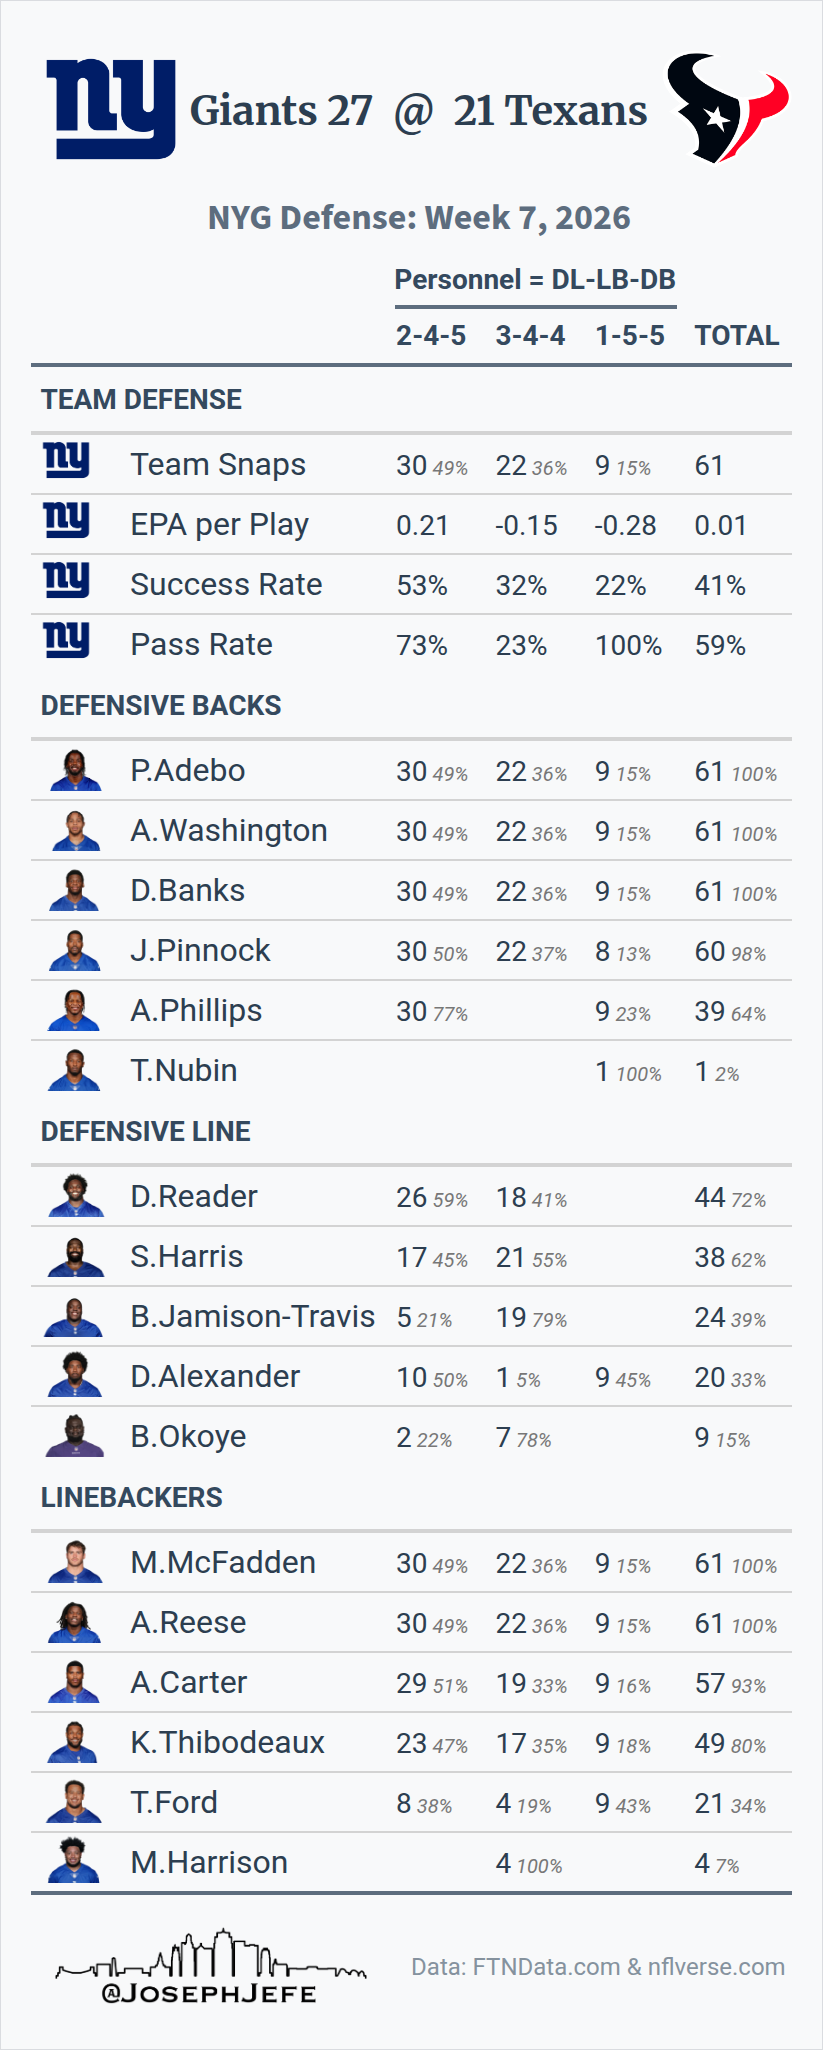 ny Giants 27 @ 21 Texans
NYG Defense: Week 7, 2026
Personnel = DL-LB-DB
2-4-5 3-4-4 1-5-5 TOTAL
TEAM DEFENSE
ny Team Snaps 30 49% 22 36% 9 15% 61
ny EPA per Play 0.21 -0.15 -0.28 0.01
ny Success Rate 53% 32% 22% 41%
ny Pass Rate 73% 23% 100% 59%
DEFENSIVE BACKS
P.Adebo 30 49% 22 36% 9 15% 61 100%
A.Washington 30 49% 22 36% 9 15% 61 100%
D.Banks 30 49% 22 36% 9 15% 61 100%
J.Pinnock 30 50% 22 37% 8 13% 60 98%
A.Phillips 30 77% 9 23% 39 64%
T.Nubin 1 100% 1 2%
DEFENSIVE LINE
D.Reader 26 59% 18 41% 44 72%
S.Harris 17 45% 21 55% 38 62%
B.Jamison-Travis 5 21% 19 79% 24 39%
D.Alexander 10 50% 1 5% 9 45% 20 33%
B.Okoye 2 22% 7 78% 9 15%
LINEBACKERS
M.McFadden 30 49% 22 36% 9 15% 61 100%
A.Reese 30 49% 22 36% 9 15% 61 100%
A.Carter 29 51% 19 33% 9 16% 57 93%
K.Thibodeaux 23 47% 17 35% 9 18% 49 80%
T.Ford 8 38% 4 19% 9 43% 21 34%
M.Harrison 4 100% 4 7%
@JosephJefe
Data: FTNData.com & nflverse.com